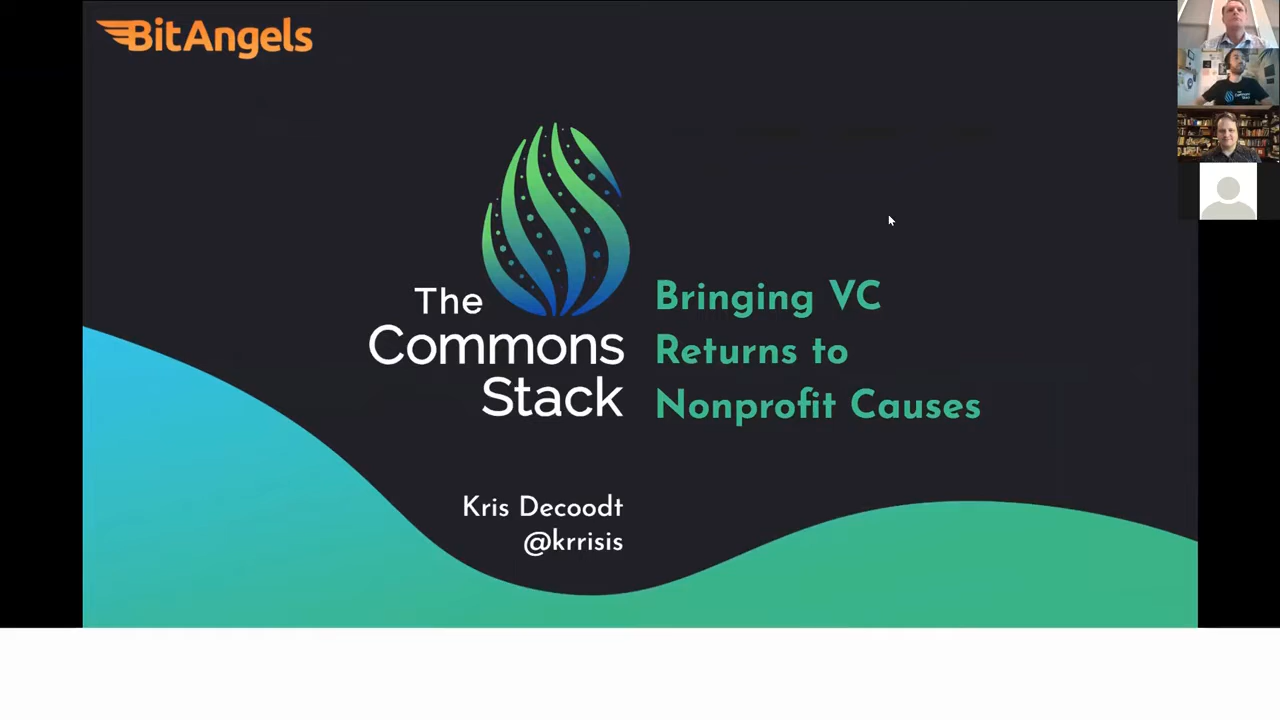 BitAngels
The
Commons
Stack
Bringing VC
Returns to
Nonprofit Causes
Kris Decoodt
@krrisis